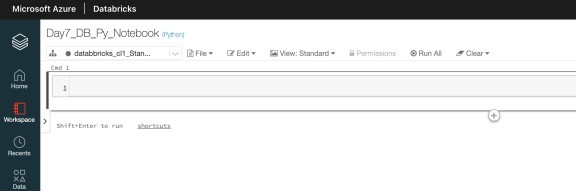 Microsoft Azure | Databricks
Day7_DB_Py_Notebook (Python)
databbricks_cl1_Stan... File Edit View: Standard Permissions Run All Clear
Cmd 1
1
Shift+Enter to run shortcuts
Home
Workspace
Recents
Data